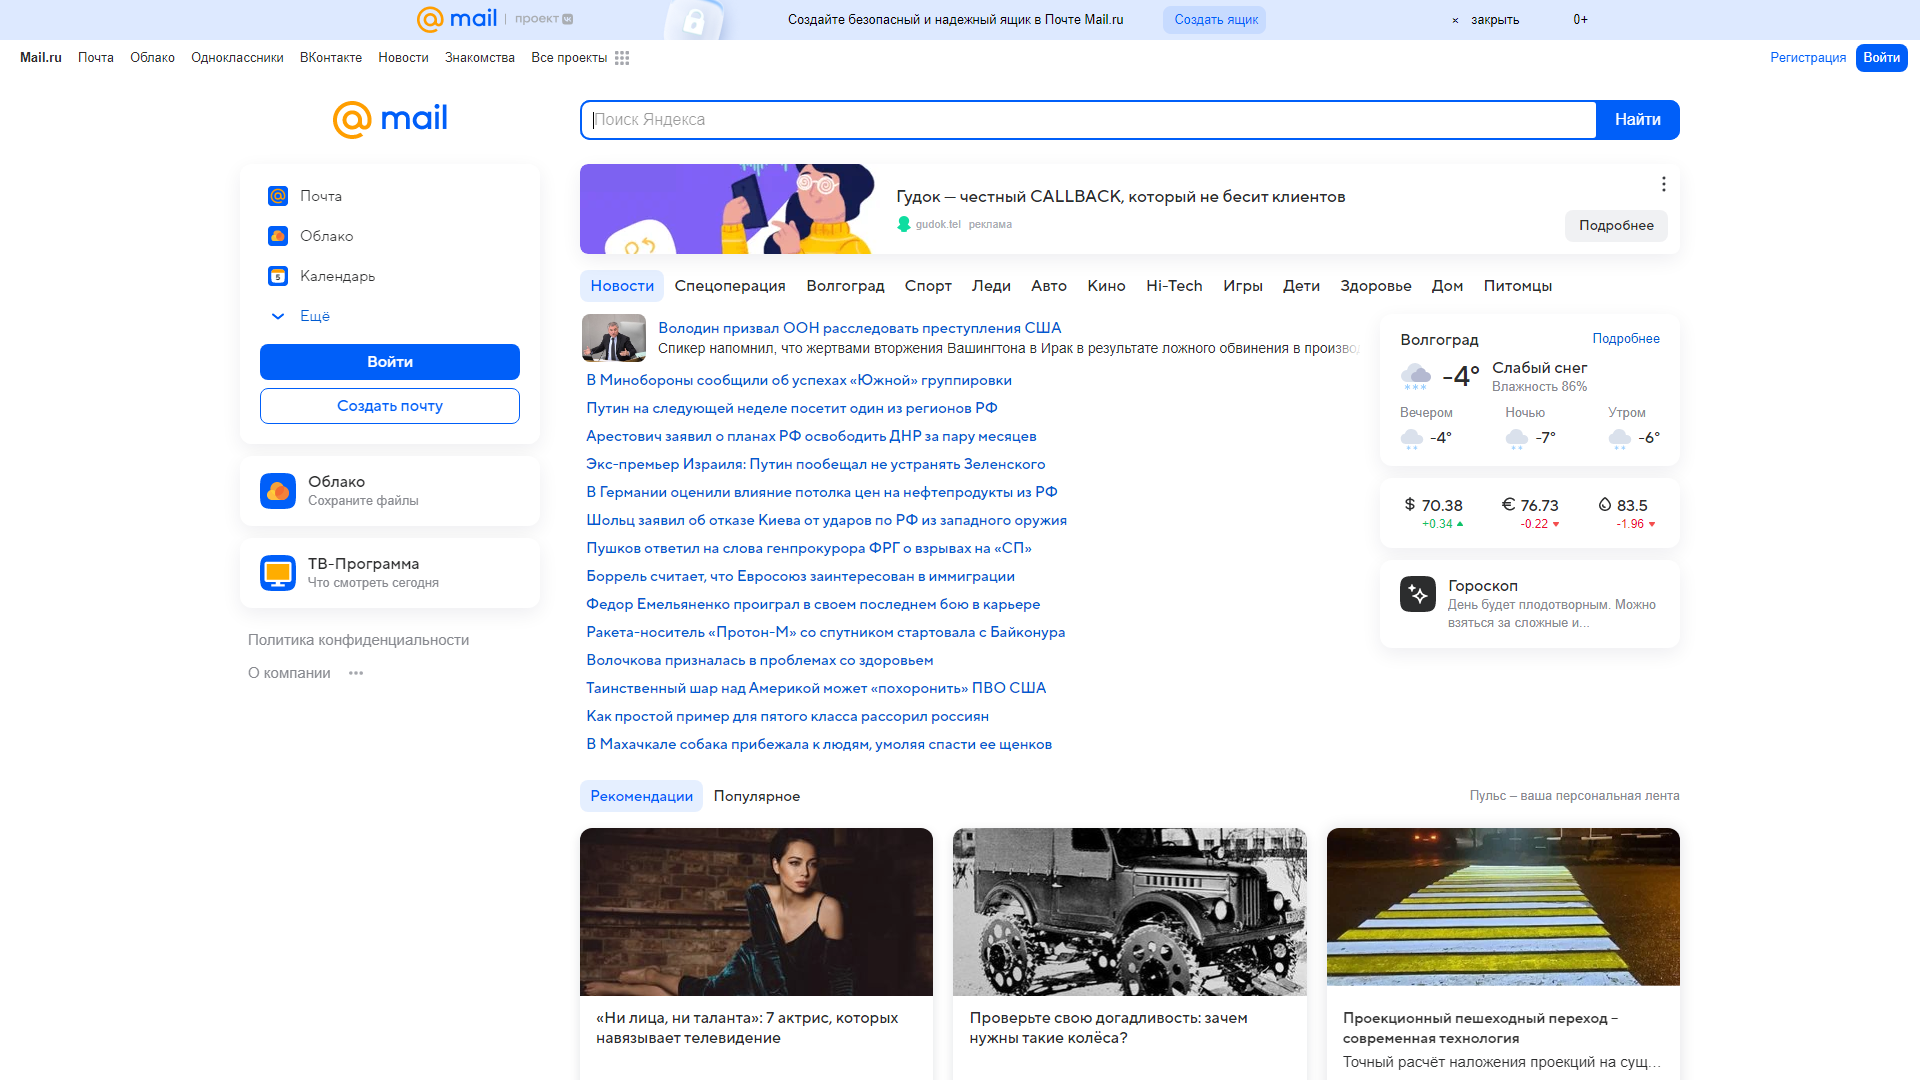 mail проект
Создайте безопасный и надежный ящик в Почте Mail.ru
Создать ящик
× закрыть
0+
Mail.ru Почта Облако Одноклассники ВКонтакте Новости Знакомства Все проекты
Регистрация Войти
mail
Поиск Яндекса
Найти
Почта
Облако
5
Календарь
Ещё
Войти
Создать почту
Облако
Сохраните файлы
ТВ-Программа
Что смотреть сегодня
Политика конфиденциальности
О компании
Гудок — честный CALLBACK, который не бесит клиентов
gudok.tel реклама
Подробнее
Новости Спецоперация Волгоград Спорт Леди Авто Кино Hi-Tech Игры Дети Здоровье Дом Питомцы
Володин призвал ООН расследовать преступления США
Спикер напомнил, что жертвами вторжения Вашингтона в Ирак в результате ложного обвинения в произво
В Минобороны сообщили об успехах «Южной» группировки
Путин на следующей неделе посетит один из регионов РФ
Арестович заявил о планах РФ освободить ДНР за пару месяцев
Экс-премьер Израиля: Путин пообещал не устранять Зеленского
В Германии оценили влияние потолка цен на нефтепродукты из РФ
Шольц заявил об отказе Киева от ударов по РФ из западного оружия
Пушков ответил на слова генпрокурора ФРГ о взрывах на «СП»
Боррель считает, что Евросоюз заинтересован в иммиграции
Федор Емельяненко проиграл в своем последнем бою в карьере
Ракета-носитель «Протон-М» со спутником стартовала с Байконура
Волочкова призналась в проблемах со здоровьем
Таинственный шар над Америкой может «похоронить» ПВО США
Как простой пример для пятого класса рассорил россиян
В Махачкале собака прибежала к людям, умоляя спасти ее щенков
Волгоград Подробнее
-4° Слабый снег
Влажность 86%
Вечером Ночью Утром
-4° -7° -6°
$ 70.38 € 76.73 83.5
+0.34 -0.22 -1.96
Гороскоп
День будет плодотворным. Можно
взяться за сложные и...
Рекомендации Популярное
Пульс – ваша персональная лента
«Ни лица, ни таланта»: 7 актрис, которых
навязывает телевидение
Проверьте свою догадливость: зачем
нужны такие колёса?
Проекционный пешеходный переход –
современная технология
Точный расчёт наложения проекций на сущ...